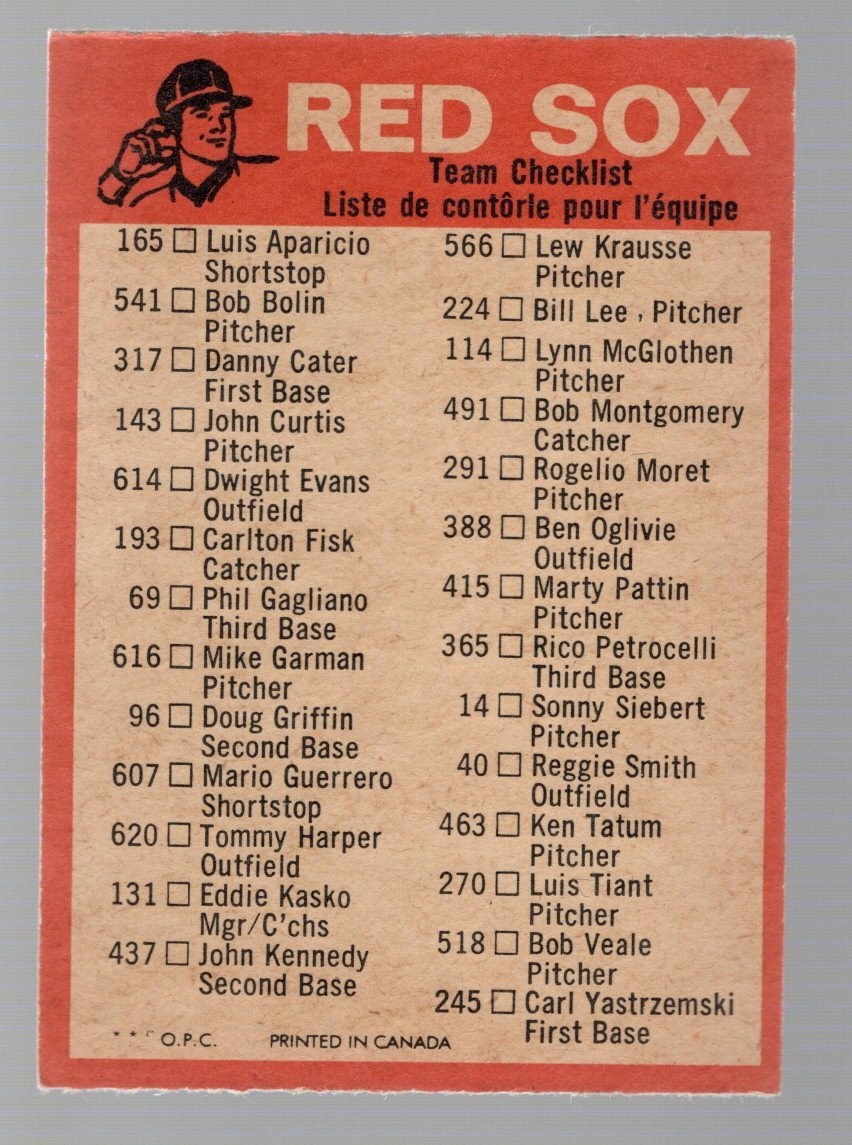 RED SOX
Team Checklist
Liste de contôrle pour l'équipe
165 □ Luis Aparicio
Shortstop
541 □ Bob Bolin
Pitcher
317 □ Danny Cater
First Base
143 □ John Curtis
Pitcher
614 □ Dwight Evans
Outfield
193 □ Carlton Fisk
Catcher
69 □ Phil Gagliano
Third Base
616 □ Mike Garman
Pitcher
96 □ Doug Griffin
Second Base
607 □ Mario Guerrero
Shortstop
620 □ Tommy Harper
Outfield
131 □ Eddie Kasko
Mgr/C'chs
437 □ John Kennedy
Second Base
566 □ Lew Krausse
Pitcher
224 □ Bill Lee, Pitcher
114 □ Lynn McGlothen
Pitcher
491 □ Bob Montgomery
Catcher
291 □ Rogelio Moret
Pitcher
388 □ Ben Oglivie
Outfield
415 □ Marty Pattin
Pitcher
365 □ Rico Petrocelli
Third Base
14 □ Sonny Siebert
Pitcher
40 □ Reggie Smith
Outfield
463 □ Ken Tatum
Pitcher
270 □ Luis Tiant
Pitcher
518 □ Bob Veale
Pitcher
245 □ Carl Yastrzemski
First Base
* * * O.P.C. PRINTED IN CANADA